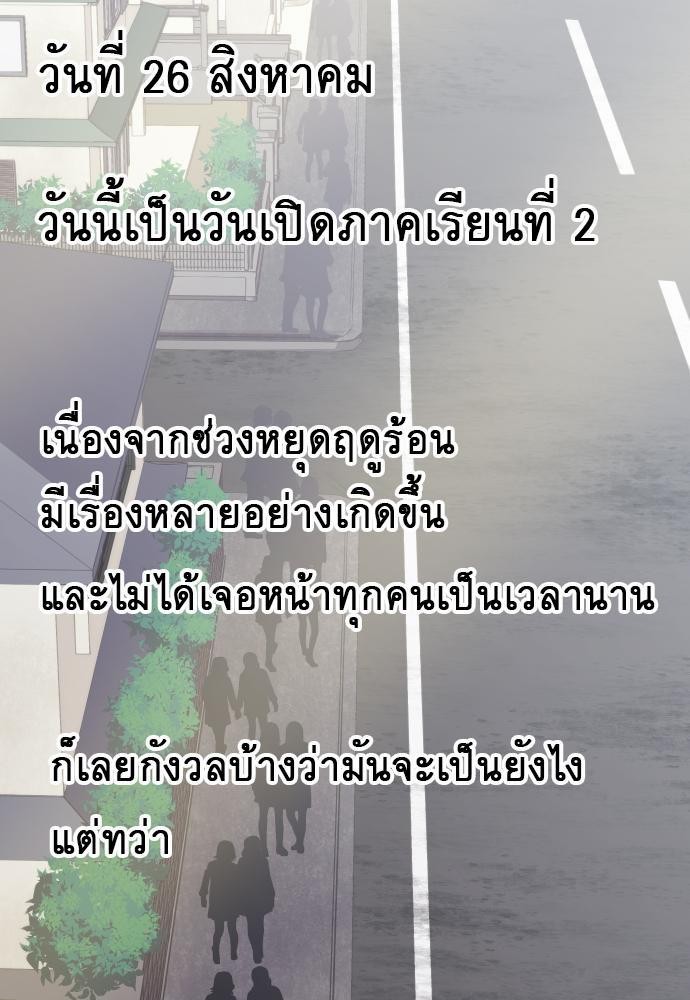 วันที่ 26 สิงหาคม
วันนี้เป็นวันเปิดภาคเรียนที่ 2
เนื่องจากช่วงหยุดฤดูร้อน
มีเรื่องหลายอย่างเกิดขึ้น
และไม่ได้เจอหน้าทุกคนเป็นเวลานาน
ก็เลยกังวลบ้างว่ามันจะเป็นยังไง
แต่ทว่า